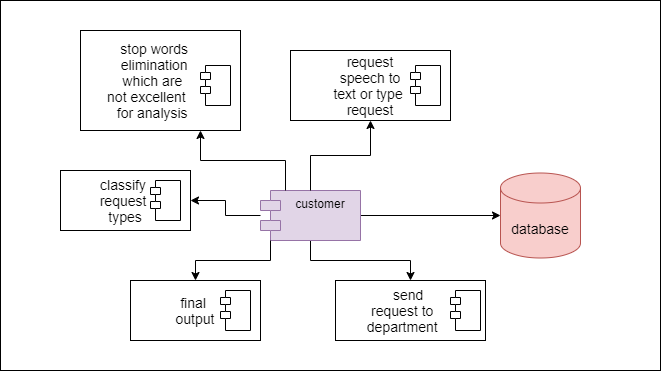 stop words
elimination
which are
not excellent
for analysis
request
speech to
text or type
request
classify
request
types
customer
database
final
output
send
request to
department